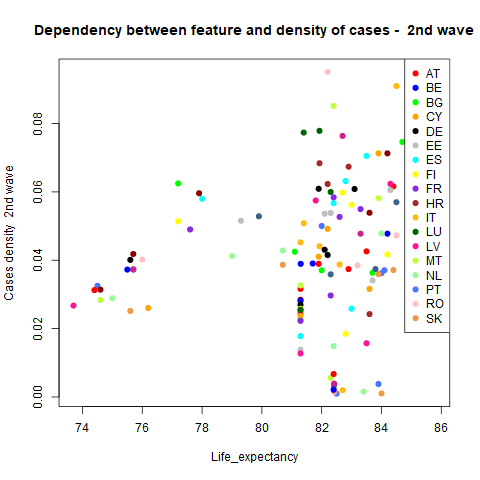 Dependency between feature and density of cases -  2nd wave
Cases density  2nd wave
0.08
0.06
0.04
0.02
0.00
74
76
78
80
82
84
86
Life_expectancy
AT
BE
BG
CY
DE
EE
ES
FI
FR
HR
IT
LU
LV
MT
NL
PT
RO
SK